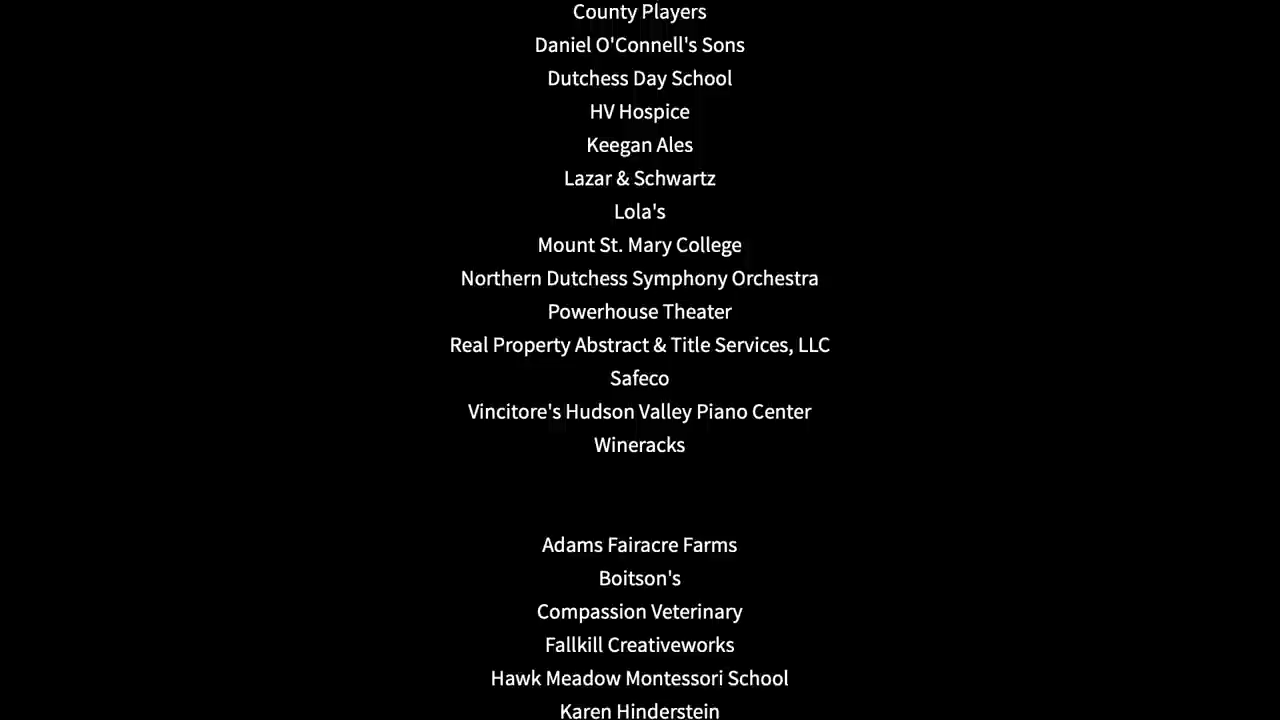 County Players
Daniel O'Connell's Sons
Dutchess Day School
HV Hospice
Keegan Ales
Lazar & Schwartz
Lola's
Mount St. Mary College
Northern Dutchess Symphony Orchestra
Powerhouse Theater
Real Property Abstract & Title Services, LLC
Safeco
Vincitore's Hudson Valley Piano Center
Wineracks
Adams Fairacre Farms
Boitson's
Compassion Veterinary
Fallkill Creativeworks
Hawk Meadow Montessori School
Karen Hinderstein